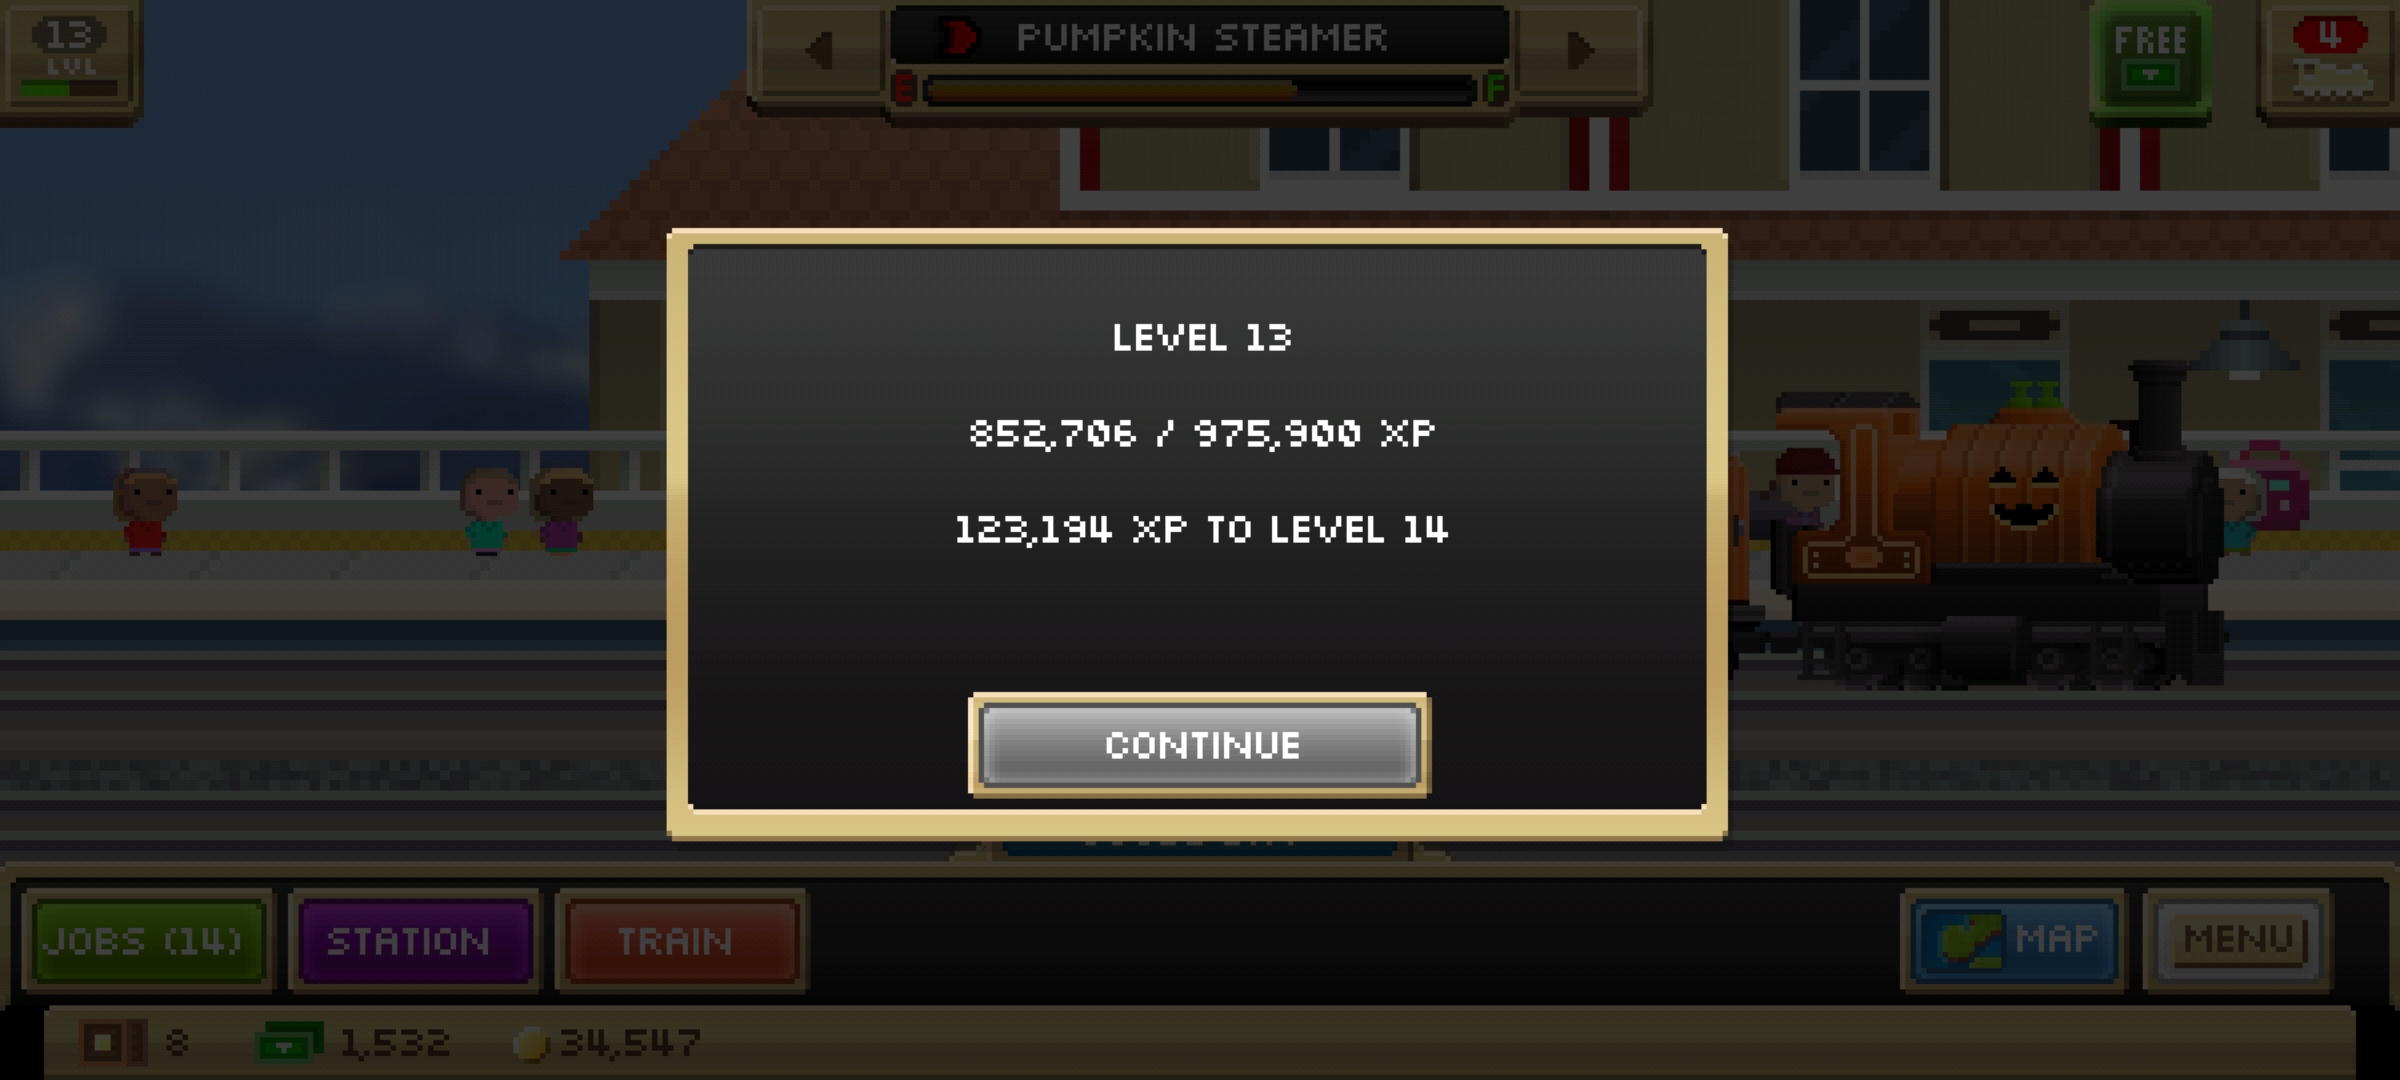 13
LVL
PUMPKIN STEAMER
E
F
FREE
4
LEVEL 13
852,706 / 975,900 XP
123,194 XP TO LEVEL 14
CONTINUE
JOBS (14)
STATION
TRAIN
MAP
MENU
8
1,532
34,547